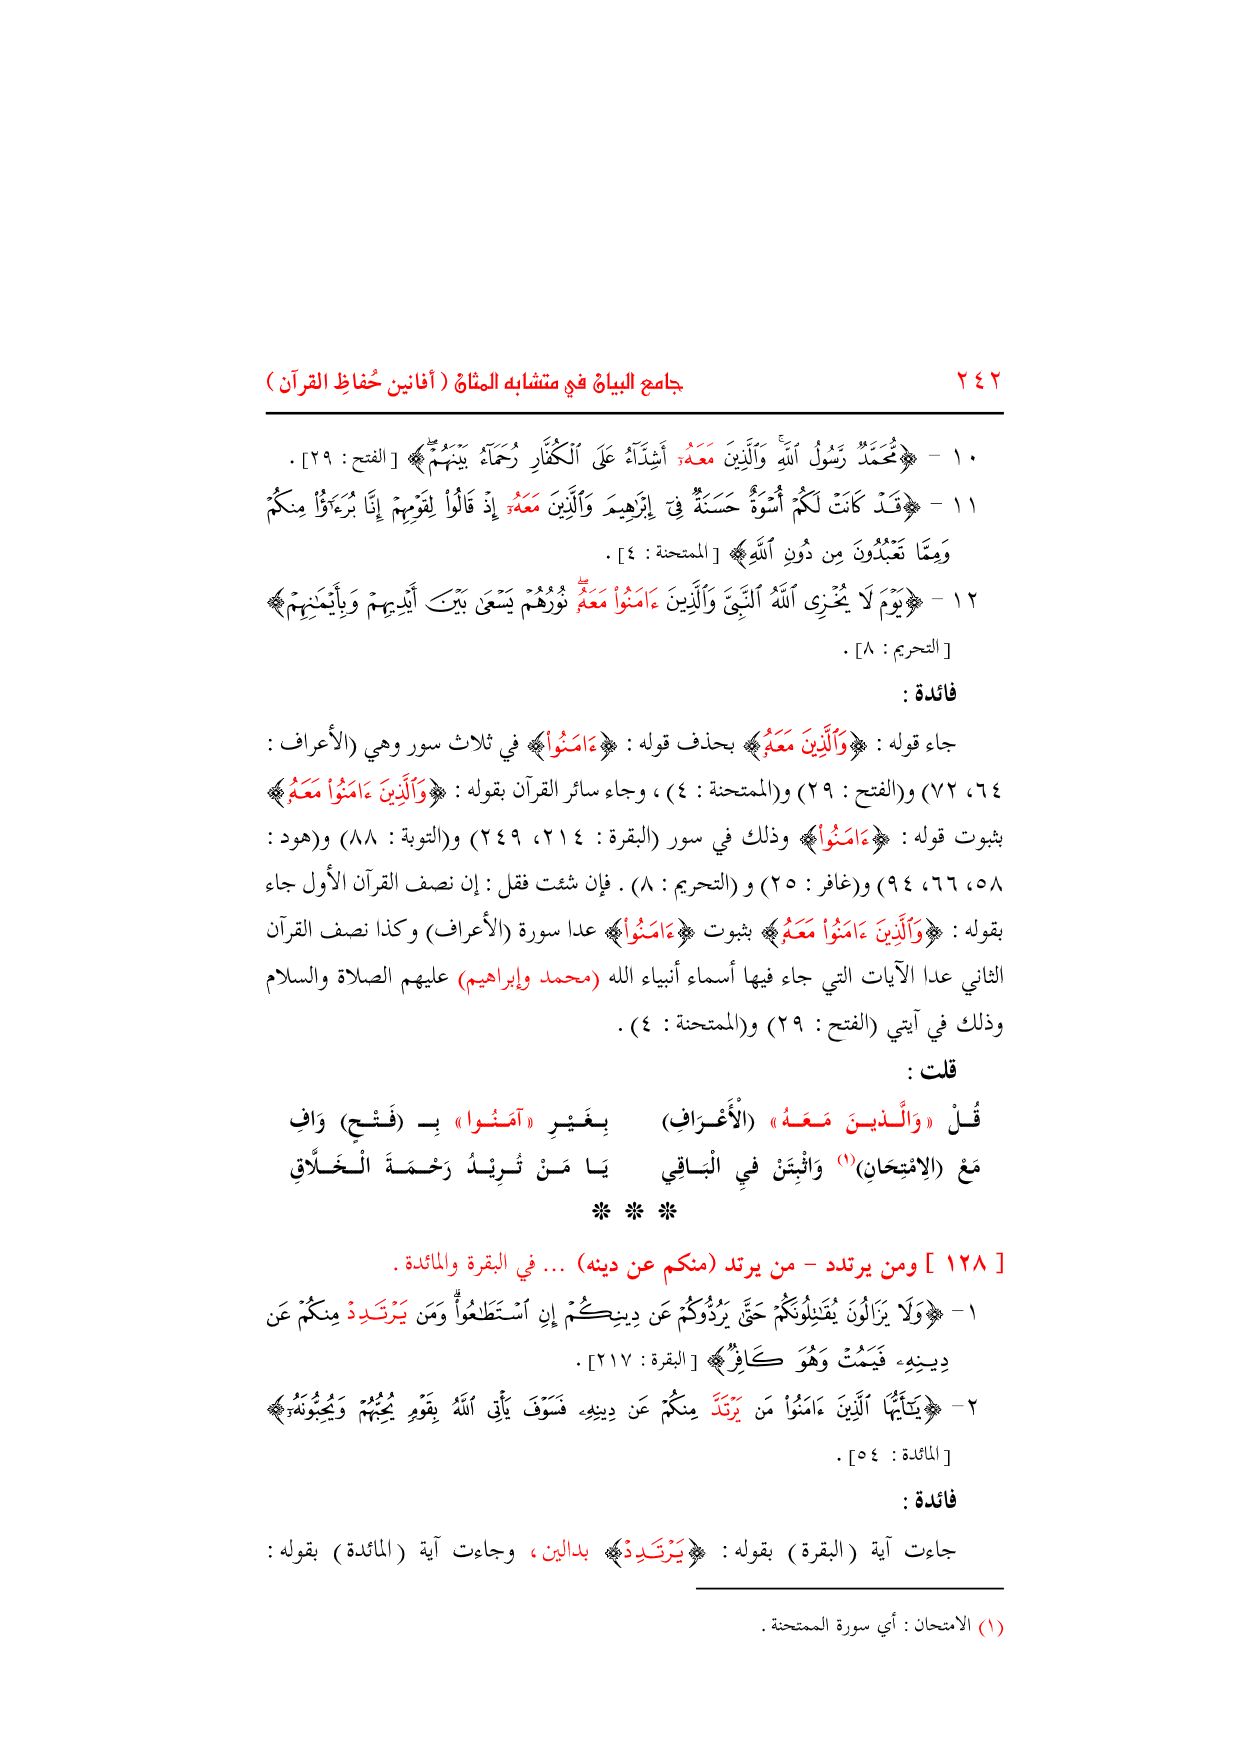 ٢٤٢ جامع البيان في متشابه المثان ( أفانين حُفاظِ القرآن )
١٠ - ﴿مُّحَمَّدٌ رَّسُولُ ٱللَّهِۚ وَٱلَّذِينَ مَعَهُۥٓ أَشِدَّآءُ عَلَى ٱلْكُفَّارِ رُحَمَآءُ بَيْنَهُمْۖ﴾ [الفتح : ٢٩] .
١١ - ﴿قَدْ كَانَتْ لَكُمْ أُسْوَةٌ حَسَنَةٌ فِىٓ إِبْرَٰهِيمَ وَٱلَّذِينَ مَعَهُۥٓ إِذْ قَالُوا۟ لِقَوْمِهِمْ إِنَّا بُرَءَٰٓؤُا۟ مِنكُمْ
وَمِمَّا تَعْبُدُونَ مِن دُونِ ٱللَّهِ﴾ [الممتحنة : ٤] .
١٢ - ﴿يَوْمَ لَا يُخْزِى ٱللَّهُ ٱلنَّبِىَّ وَٱلَّذِينَ ءَامَنُوا۟ مَعَهُۥۖ نُورُهُمْ يَسْعَىٰ بَيْنَ أَيْدِيهِمْ وَبِأَيْمَٰنِهِمْ﴾
[التحريم : ٨] .
فائدة :
جاء قوله : ﴿وَٱلَّذِينَ مَعَهُۥ﴾ بحذف قوله : ﴿ءَامَنُوا۟﴾ في ثلاث سور وهي (الأعراف :
٦٤، ٧٢) و(الفتح : ٢٩) و(الممتحنة : ٤) ، وجاء سائر القرآن بقوله : ﴿وَٱلَّذِينَ ءَامَنُوا۟ مَعَهُۥ﴾
بثبوت قوله : ﴿ءَامَنُوا۟﴾ وذلك في سور (البقرة : ٢١٤، ٢٤٩) و(التوبة : ٨٨) و(هود :
٥٨، ٦٦، ٩٤) و(غافر : ٢٥) و (التحريم : ٨) . فإن شئت فقل : إن نصف القرآن الأول جاء
بقوله : ﴿وَٱلَّذِينَ ءَامَنُوا۟ مَعَهُۥ﴾ بثبوت ﴿ءَامَنُوا۟﴾ عدا سورة (الأعراف) وكذا نصف القرآن
الثاني عدا الآيات التي جاء فيها أسماء أنبياء الله (محمد وإبراهيم) عليهم الصلاة والسلام
وذلك في آيتي (الفتح : ٢٩) و(الممتحنة : ٤) .
قلت :
قُلْ «وَالَّذينَ مَعَهُ» (الْأَعْرَافِ) بِغَيْرِ «آمَنُوا» بِـ (فَتْحٍ) وَافِ
مَعْ (الِامْتِحَانِ)(١) وَاثْبِتَنْ فيِ الْبَاقِي يَا مَنْ تُرِيْدُ رَحْمَةَ الْخَلَّاقِ
❊ ❊ ❊
[ ١٢٨ ] ومن يرتدد - من يرتد (منكم عن دينه) ... في البقرة والمائدة .
١- ﴿وَلَا يَزَالُونَ يُقَٰتِلُونَكُمْ حَتَّىٰ يَرُدُّوكُمْ عَن دِينِكُمْ إِنِ ٱسْتَطَٰعُوا۟ۚ وَمَن يَرْتَدِدْ مِنكُمْ عَن
دِينِهِۦ فَيَمُتْ وَهُوَ كَافِرٌ﴾ [البقرة : ٢١٧] .
٢- ﴿يَٰٓأَيُّهَا ٱلَّذِينَ ءَامَنُوا۟ مَن يَرْتَدَّ مِنكُمْ عَن دِينِهِۦ فَسَوْفَ يَأْتِى ٱللَّهُ بِقَوْمٍ يُحِبُّهُمْ وَيُحِبُّونَهُۥٓ﴾
[المائدة : ٥٤] .
فائدة :
جاءت آية (البقرة) بقوله : ﴿يَرْتَدِدْ﴾ بدالين، وجاءت آية (المائدة) بقوله :
(١) الامتحان : أي سورة الممتحنة .